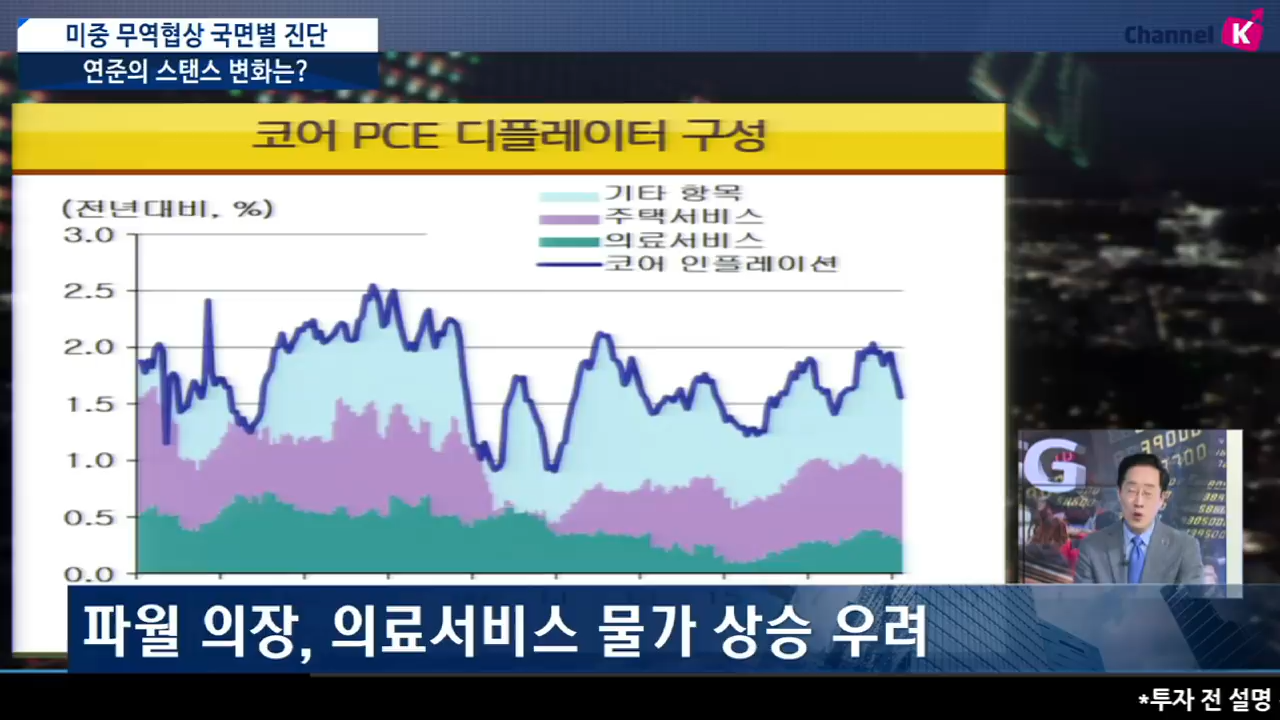 미중 무역협상 국면별 진단
연준의 스탠스 변화는?
Channel K
코어 PCE 디플레이터 구성
(전년대비, %)
기타 항목
주택서비스
의료서비스
코어 인플레이션
3.0
2.5
2.0
1.5
1.0
0.5
0.0
G
파월 의장, 의료서비스 물가 상승 우려
*투자 전 설명